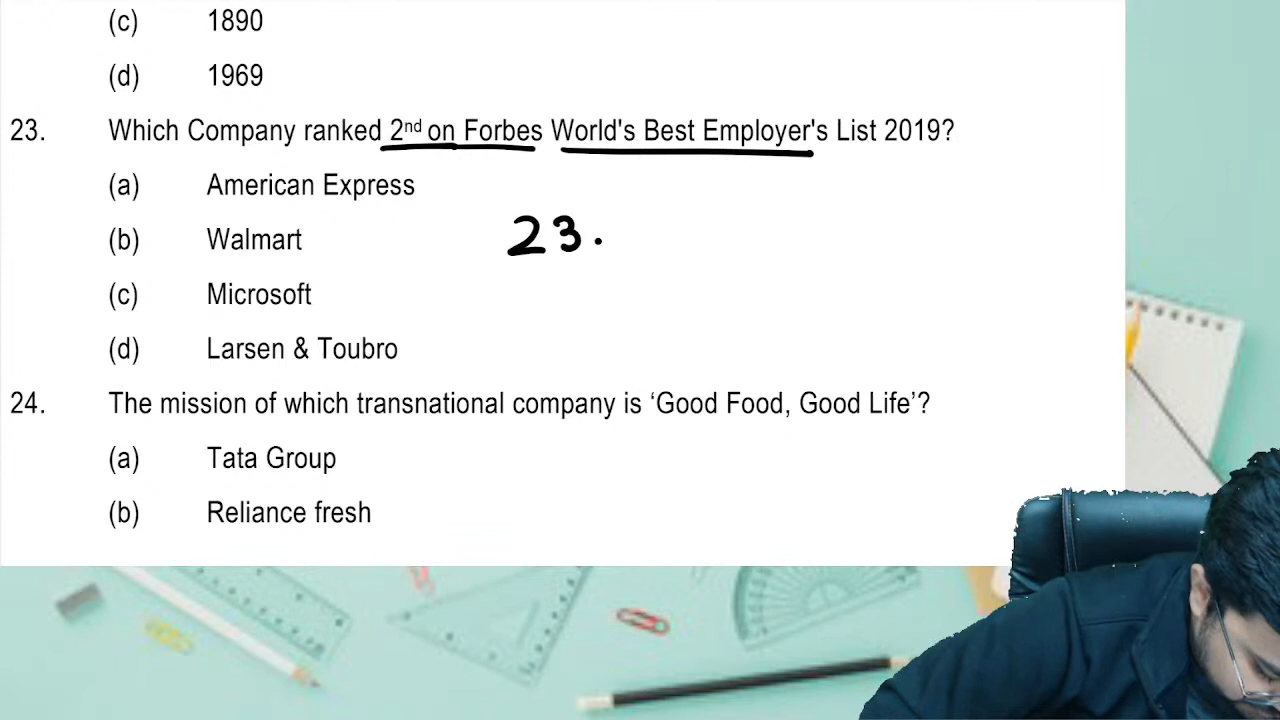 (c) 1890
(d) 1969
23. Which Company ranked 2nd on Forbes World's Best Employer's List 2019?
(a) American Express
(b) Walmart
23.
(c) Microsoft
(d) Larsen & Toubro
24. The mission of which transnational company is ‘Good Food, Good Life’?
(a) Tata Group
(b) Reliance fresh